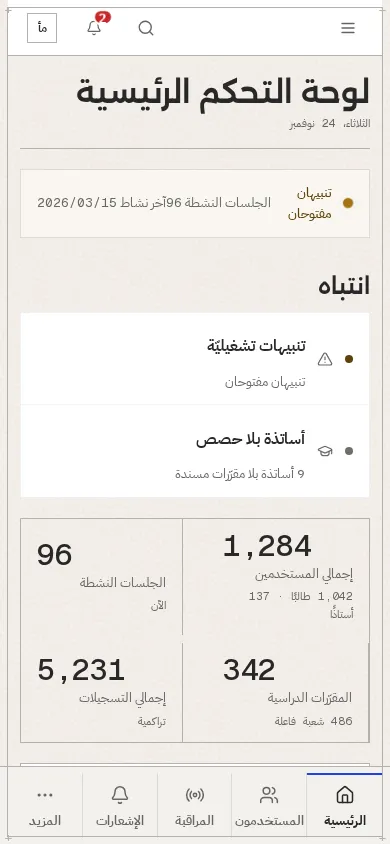 2
مأ
لوحة التحكم الرئيسية
الثلاثاء، 24 نوفمبر
تنبيهان
مفتوحان
الجلسات النشطة 96آخر نشاط 2026/03/15
انتباه
تنبيهات تشغيليّة
تنبيهان مفتوحان
أساتذة بلا حصص
9 أساتذة بلا مقرّرات مسندة
1,284
إجمالي المستخدمين
1,042 طالبًا · 137
أستاذًا
96
الجلسات النشطة
الآن
342
المقرّرات الدراسية
486 شعبة فاعلة
5,231
إجمالي التسجيلات
تراكمية
الرئيسية
المستخدمون
المراقبة
الإشعارات
المزيد